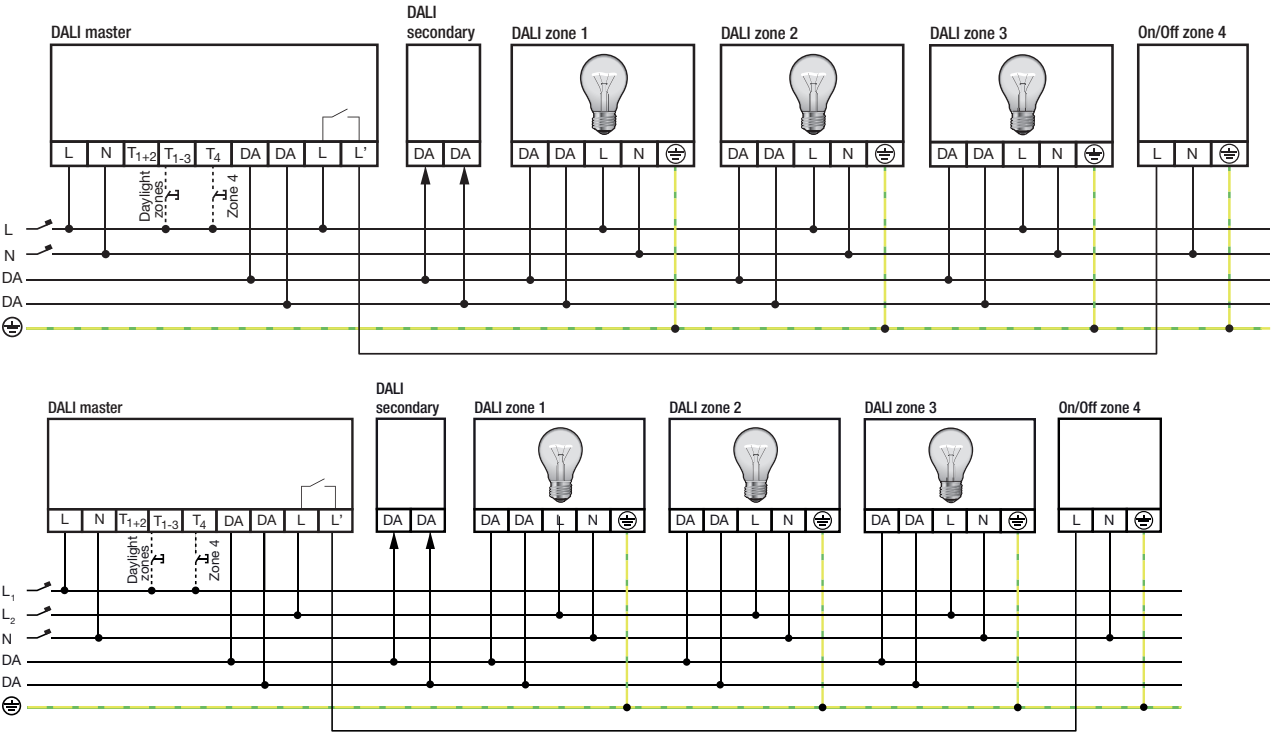 DALI master
DALI
secondary
DALI zone 1
DALI zone 2
DALI zone 3
On/Off zone 4
L N T1+2 T1-3 T4 DA DA L L'
DA DA
DA DA L N
DA DA L N
DA DA L N
L N
Daylight
zones
Zone 4
L
N
DA
DA
DALI master
DALI
secondary
DALI zone 1
DALI zone 2
DALI zone 3
On/Off zone 4
L N T1+2 T1-3 T4 DA DA L L'
DA DA
DA DA L N
DA DA L N
DA DA L N
L N
Daylight
zones
Zone 4
L1
L2
N
DA
DA